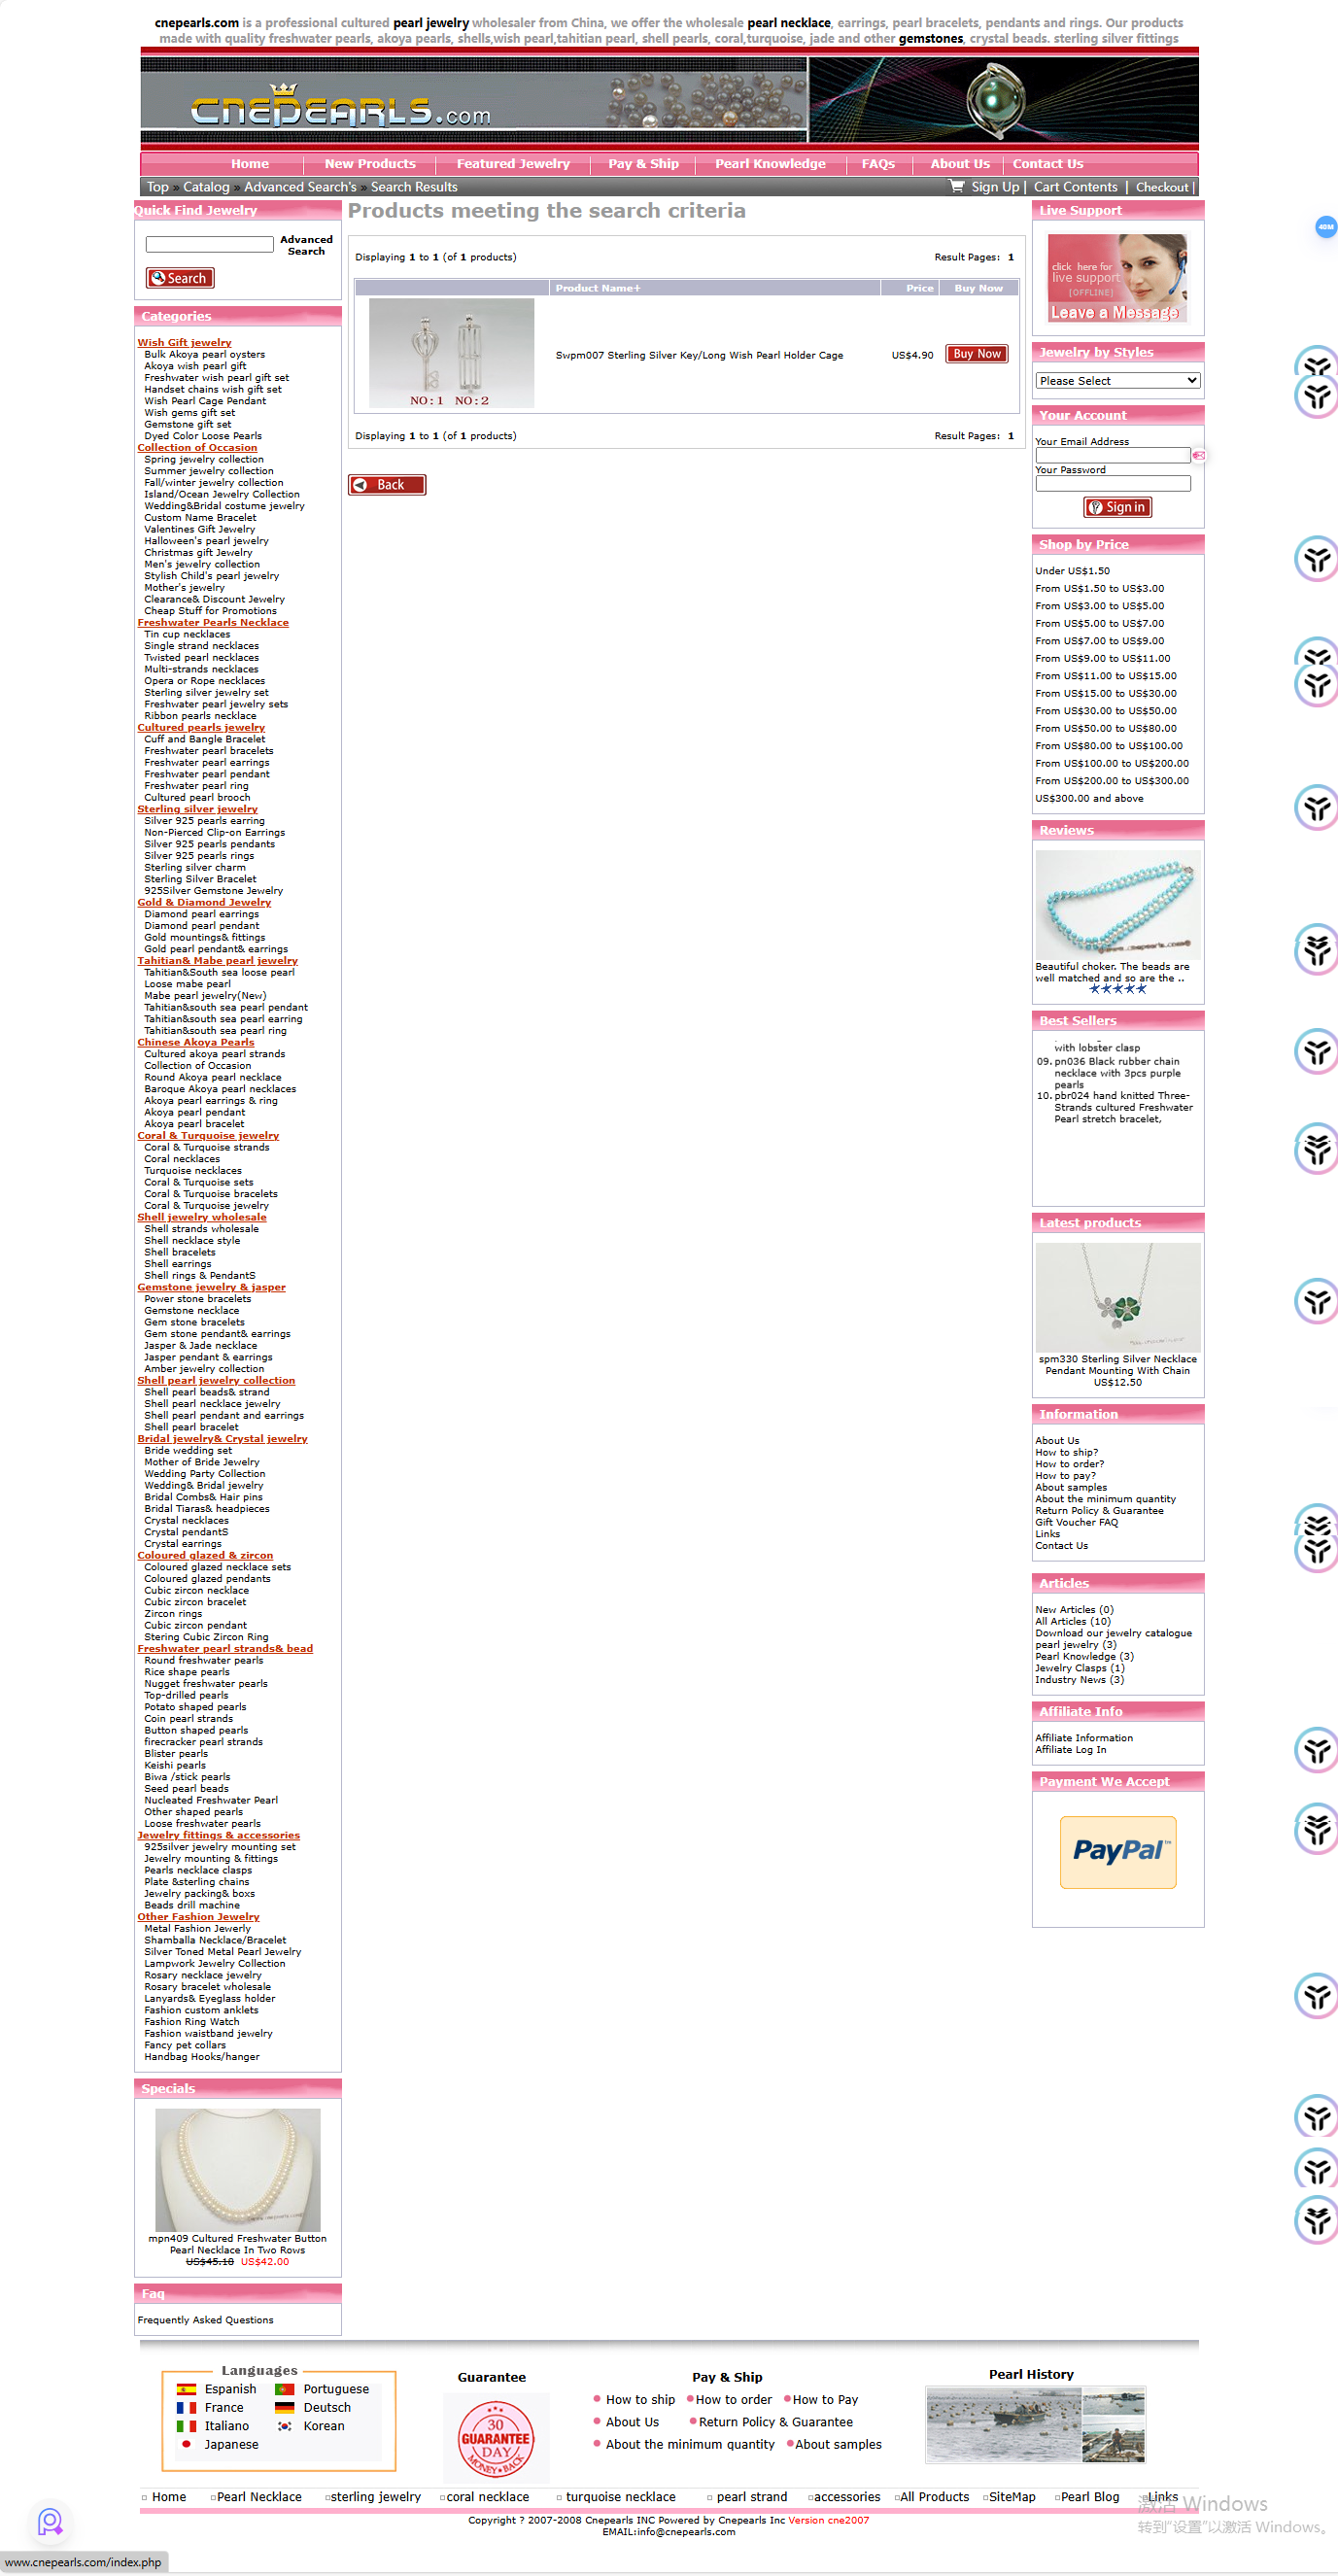 cnepearls.com is a professional cultured pearl jewelry wholesaler from China, we offer the wholesale pearl necklace, earrings, pearl bracelets, pendants and rings. Our products
made with quality freshwater pearls, akoya pearls, shells,wish pearl,tahitian pearl, shell pearls, coral,turquoise, jade and other gemstones, crystal beads. sterling silver fittings
CNEPEARLS.com
Home
New Products
Featured Jewelry
Pay & Ship
Pearl Knowledge
FAQs
About Us
Contact Us
Top » Catalog » Advanced Search's » Search Results
Sign Up | Cart Contents | Checkout |
Quick Find Jewelry
Advanced
Search
Search
Categories
Wish Gift jewelry
Bulk Akoya pearl oysters
Akoya wish pearl gift
Freshwater wish pearl gift set
Handset chains wish gift set
Wish Pearl Cage Pendant
Wish gems gift set
Gemstone gift set
Dyed Color Loose Pearls
Collection of Occasion
Spring jewelry collection
Summer jewelry collection
Fall/winter jewelry collection
Island/Ocean Jewelry Collection
Wedding&Bridal costume jewelry
Custom Name Bracelet
Valentines Gift Jewelry
Halloween's pearl jewelry
Christmas gift Jewelry
Men's jewelry collection
Stylish Child's pearl jewelry
Mother's jewelry
Clearance& Discount Jewelry
Cheap Stuff for Promotions
Freshwater Pearls Necklace
Tin cup necklaces
Single strand necklaces
Twisted pearl necklaces
Multi-strands necklaces
Opera or Rope necklaces
Sterling silver jewelry set
Freshwater pearl jewelry sets
Ribbon pearls necklace
Cultured pearls jewelry
Cuff and Bangle Bracelet
Freshwater pearl bracelets
Freshwater pearl earrings
Freshwater pearl pendant
Freshwater pearl ring
Cultured pearl brooch
Sterling silver jewelry
Silver 925 pearls earring
Non-Pierced Clip-on Earrings
Silver 925 pearls pendants
Silver 925 pearls rings
Sterling silver charm
Sterling Silver Bracelet
925Silver Gemstone Jewelry
Gold & Diamond Jewelry
Diamond pearl earrings
Diamond pearl pendant
Gold mountings& fittings
Gold pearl pendant& earrings
Tahitian& Mabe pearl jewelry
Tahitian&South sea loose pearl
Loose mabe pearl
Mabe pearl jewelry(New)
Tahitian&south sea pearl pendant
Tahitian&south sea pearl earring
Tahitian&south sea pearl ring
Chinese Akoya Pearls
Cultured akoya pearl strands
Collection of Occasion
Round Akoya pearl necklace
Baroque Akoya pearl necklaces
Akoya pearl earrings & ring
Akoya pearl pendant
Akoya pearl bracelet
Coral & Turquoise jewelry
Coral & Turquoise strands
Coral necklaces
Turquoise necklaces
Coral & Turquoise sets
Coral & Turquoise bracelets
Coral & Turquoise jewelry
Shell jewelry wholesale
Shell strands wholesale
Shell necklace style
Shell bracelets
Shell earrings
Shell rings & PendantS
Gemstone jewelry & jasper
Power stone bracelets
Gemstone necklace
Gem stone bracelets
Gem stone pendant& earrings
Jasper & Jade necklace
Jasper pendant & earrings
Amber jewelry collection
Shell pearl jewelry collection
Shell pearl beads& strand
Shell pearl necklace jewelry
Shell pearl pendant and earrings
Shell pearl bracelet
Bridal jewelry& Crystal jewelry
Bride wedding set
Mother of Bride Jewelry
Wedding Party Collection
Wedding& Bridal jewelry
Bridal Combs& Hair pins
Bridal Tiaras& headpieces
Crystal necklaces
Crystal pendantS
Crystal earrings
Coloured glazed & zircon
Coloured glazed necklace sets
Coloured glazed pendants
Cubic zircon necklace
Cubic zircon bracelet
Zircon rings
Cubic zircon pendant
Stering Cubic Zircon Ring
Freshwater pearl strands& bead
Round freshwater pearls
Rice shape pearls
Nugget freshwater pearls
Top-drilled pearls
Potato shaped pearls
Coin pearl strands
Button shaped pearls
firecracker pearl strands
Blister pearls
Keishi pearls
Biwa /stick pearls
Seed pearl beads
Nucleated Freshwater Pearl
Other shaped pearls
Loose freshwater pearls
Jewelry fittings & accessories
925silver jewelry mounting set
Jewelry mounting & fittings
Pearls necklace clasps
Plate &sterling chains
Jewelry packing& boxs
Beads drill machine
Other Fashion Jewelry
Metal Fashion Jewerly
Shamballa Necklace/Bracelet
Silver Toned Metal Pearl Jewelry
Lampwork Jewelry Collection
Rosary necklace jewelry
Rosary bracelet wholesale
Lanyards& Eyeglass holder
Fashion custom anklets
Fashion Ring Watch
Fashion waistband jewelry
Fancy pet collars
Handbag Hooks/hanger
Specials
mpn409 Cultured Freshwater Button
Pearl Necklace In Two Rows
US$45.18 US$42.00
Faq
Frequently Asked Questions
Products meeting the search criteria
Displaying 1 to 1 (of 1 products)
Result Pages: 1
Product Name+
Price
Buy Now
NO:1 NO:2
Swpm007 Sterling Silver Key/Long Wish Pearl Holder Cage
US$4.90
Buy Now
Displaying 1 to 1 (of 1 products)
Result Pages: 1
Back
Live Support
click here for
live support
[OFFLINE]
Leave a Message
Jewelry by Styles
Please Select
Your Account
Your Email Address
Your Password
Sign in
Shop by Price
Under US$1.50
From US$1.50 to US$3.00
From US$3.00 to US$5.00
From US$5.00 to US$7.00
From US$7.00 to US$9.00
From US$9.00 to US$11.00
From US$11.00 to US$15.00
From US$15.00 to US$30.00
From US$30.00 to US$50.00
From US$50.00 to US$80.00
From US$80.00 to US$100.00
From US$100.00 to US$200.00
From US$200.00 to US$300.00
US$300.00 and above
Reviews
Beautiful choker. The beads are
well matched and so are the ..
Best Sellers
with lobster clasp
09. pn036 Black rubber chain
necklace with 3pcs purple
pearls
10. pbr024 hand knitted Three-
Strands cultured Freshwater
Pearl stretch bracelet,
Latest products
spm330 Sterling Silver Necklace
Pendant Mounting With Chain
US$12.50
Information
About Us
How to ship?
How to order?
How to pay?
About samples
About the minimum quantity
Return Policy & Guarantee
Gift Voucher FAQ
Links
Contact Us
Articles
New Articles (0)
All Articles (10)
Download our jewelry catalogue
pearl jewelry (3)
Pearl Knowledge (3)
Jewelry Clasps (1)
Industry News (3)
Affiliate Info
Affiliate Information
Affiliate Log In
Payment We Accept
PayPal
40M
Languages
Espanish Portuguese
France Deutsch
Italiano Korean
Japanese
Guarantee
30
GUARANTEE
DAY
MONEY-BACK
Pay & Ship
How to ship How to order How to Pay
About Us Return Policy & Guarantee
About the minimum quantity About samples
Pearl History
Home Pearl Necklace sterling jewelry coral necklace turquoise necklace pearl strand accessories All Products SiteMap Pearl Blog Links
Copyright ? 2007-2008 Cnepearls INC Powered by Cnepearls Inc Version cne2007
EMAIL:info@cnepearls.com
激活 Windows
转到"设置"以激活 Windows。
www.cnepearls.com/index.php